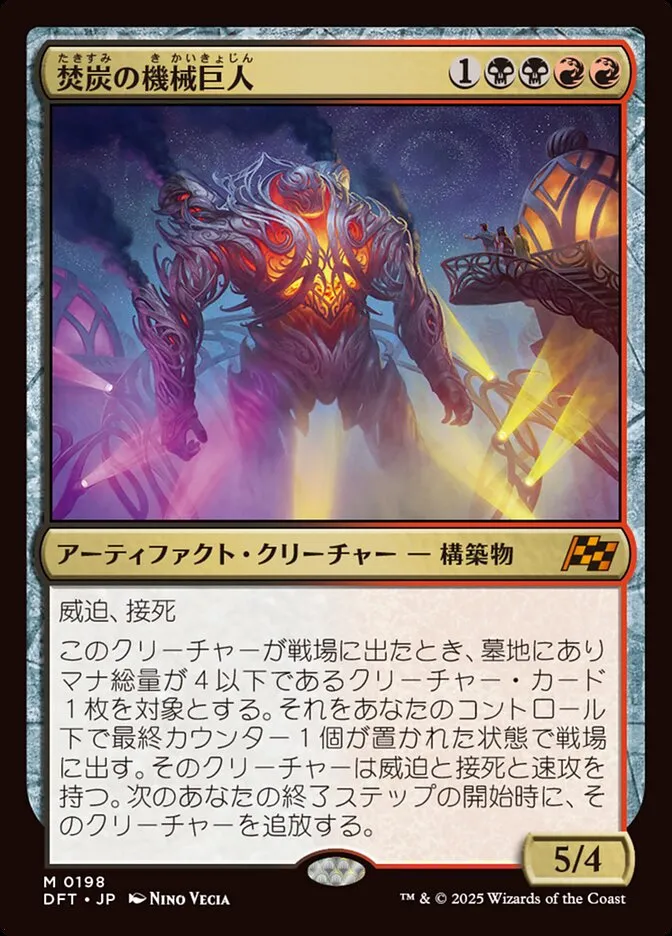 たきすみ きかいきょじん
焚炭の機械巨人
1
アーティファクト・クリーチャー — 構築物
威迫、接死
このクリーチャーが戦場に出たとき、墓地にあり
マナ総量が４以下であるクリーチャー・カード
１枚を対象とする。それをあなたのコントロール
下で最終カウンター１個が置かれた状態で戦場
に出す。そのクリーチャーは威迫と接死と速攻を
持つ。次のあなたの終了ステップの開始時に、そ
のクリーチャーを追放する。
5/4
M 0198
DFT • JP NINO VECIA
™ & © 2025 Wizards of the Coast